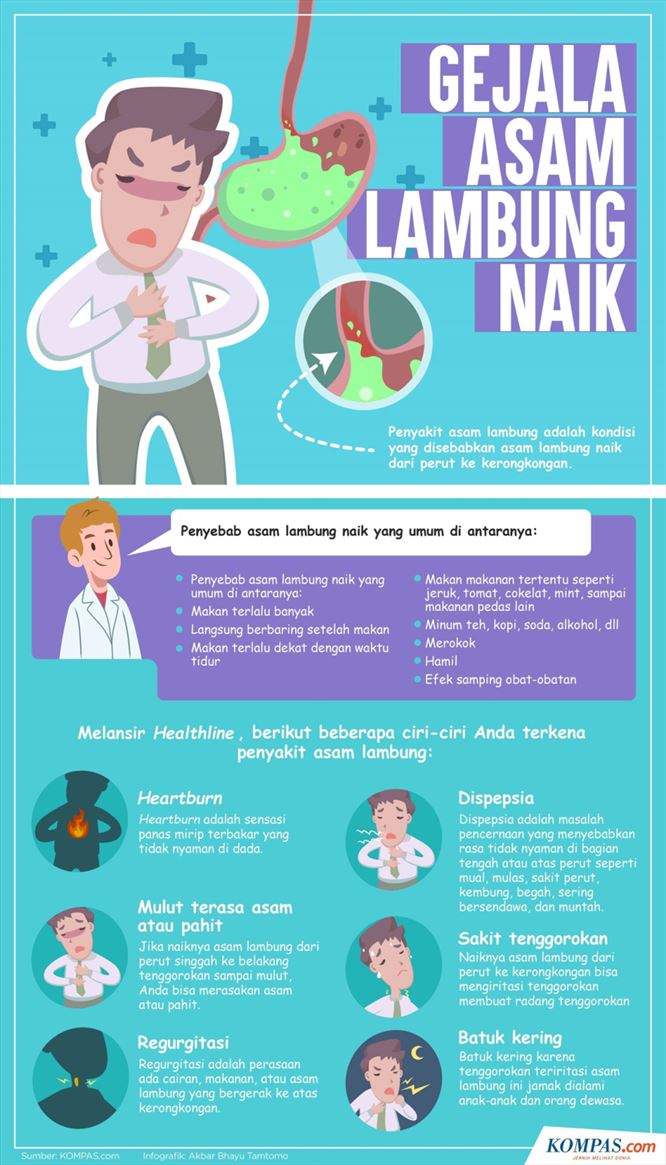 GEJALA
ASAM
LAMBUNG
NAIK
Penyakit asam lambung adalah kondisi
yang disebabkan asam lambung naik
dari perut ke kerongkongan.
Penyebab asam lambung naik yang umum di antaranya:
Penyebab asam lambung naik yang
umum di antaranya:
Makan terlalu banyak
Langsung berbaring setelah makan
Makan terlalu dekat dengan waktu
tidur
Makan makanan tertentu seperti
jeruk, tomat, cokelat, mint, sampai
makanan pedas lain
Minum teh, kopi, soda, alkohol, dll
Merokok
Hamil
Efek samping obat-obatan
Melansir Healthline, berikut beberapa ciri-ciri Anda terkena
penyakit asam lambung:
Heartburn
Heartburn adalah sensasi
panas mirip terbakar yang
tidak nyaman di dada.
Mulut terasa asam
atau pahit
Jika naiknya asam lambung dari
perut singgah ke belakang
tenggorokan sampai mulut,
Anda bisa merasakan asam
atau pahit.
Regurgitasi
Regurgitasi adalah perasaan
ada cairan, makanan, atau asam
lambung yang bergerak ke atas
kerongkongan.
Dispepsia
Dispepsia adalah masalah
pencernaan yang menyebabkan
rasa tidak nyaman di bagian
tengah atau atas perut seperti
mual, mulas, sakit perut,
kembung, begah, sering
bersendawa, dan muntah.
Sakit tenggorokan
Naiknya asam lambung dari
perut ke kerongkongan bisa
mengiritasi tenggorokan
membuat radang tenggorokan
Batuk kering
Batuk kering karena
tenggorokan teriritasi asam
lambung ini jamak dialami
anak-anak dan orang dewasa.
Sumber: KOMPAS.com
Infografik: Akbar Bhayu Tamtomo
KOMPAS.com
JERNIH MELIHAT DUNIA